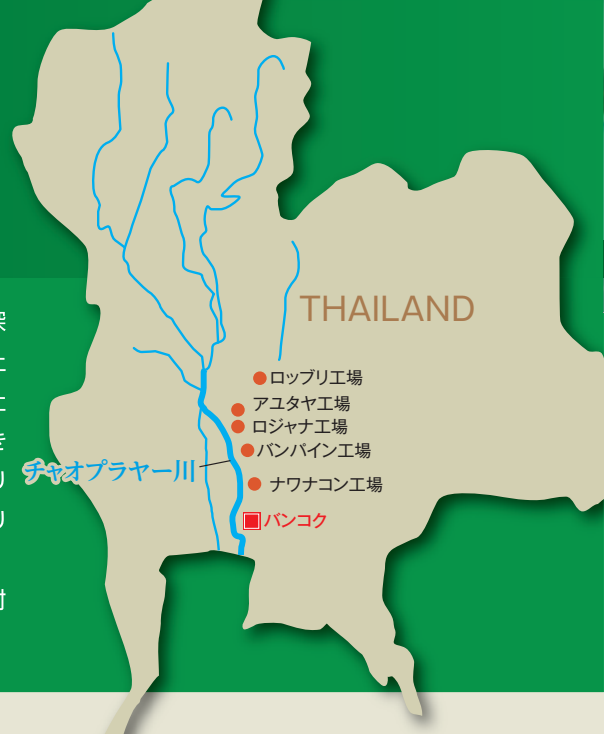 THAILAND
ロッブリ工場
アユタヤ工場
ロジャナ工場
バンパイン工場
チャオプラヤー川
ナワナコン工場
バンコク